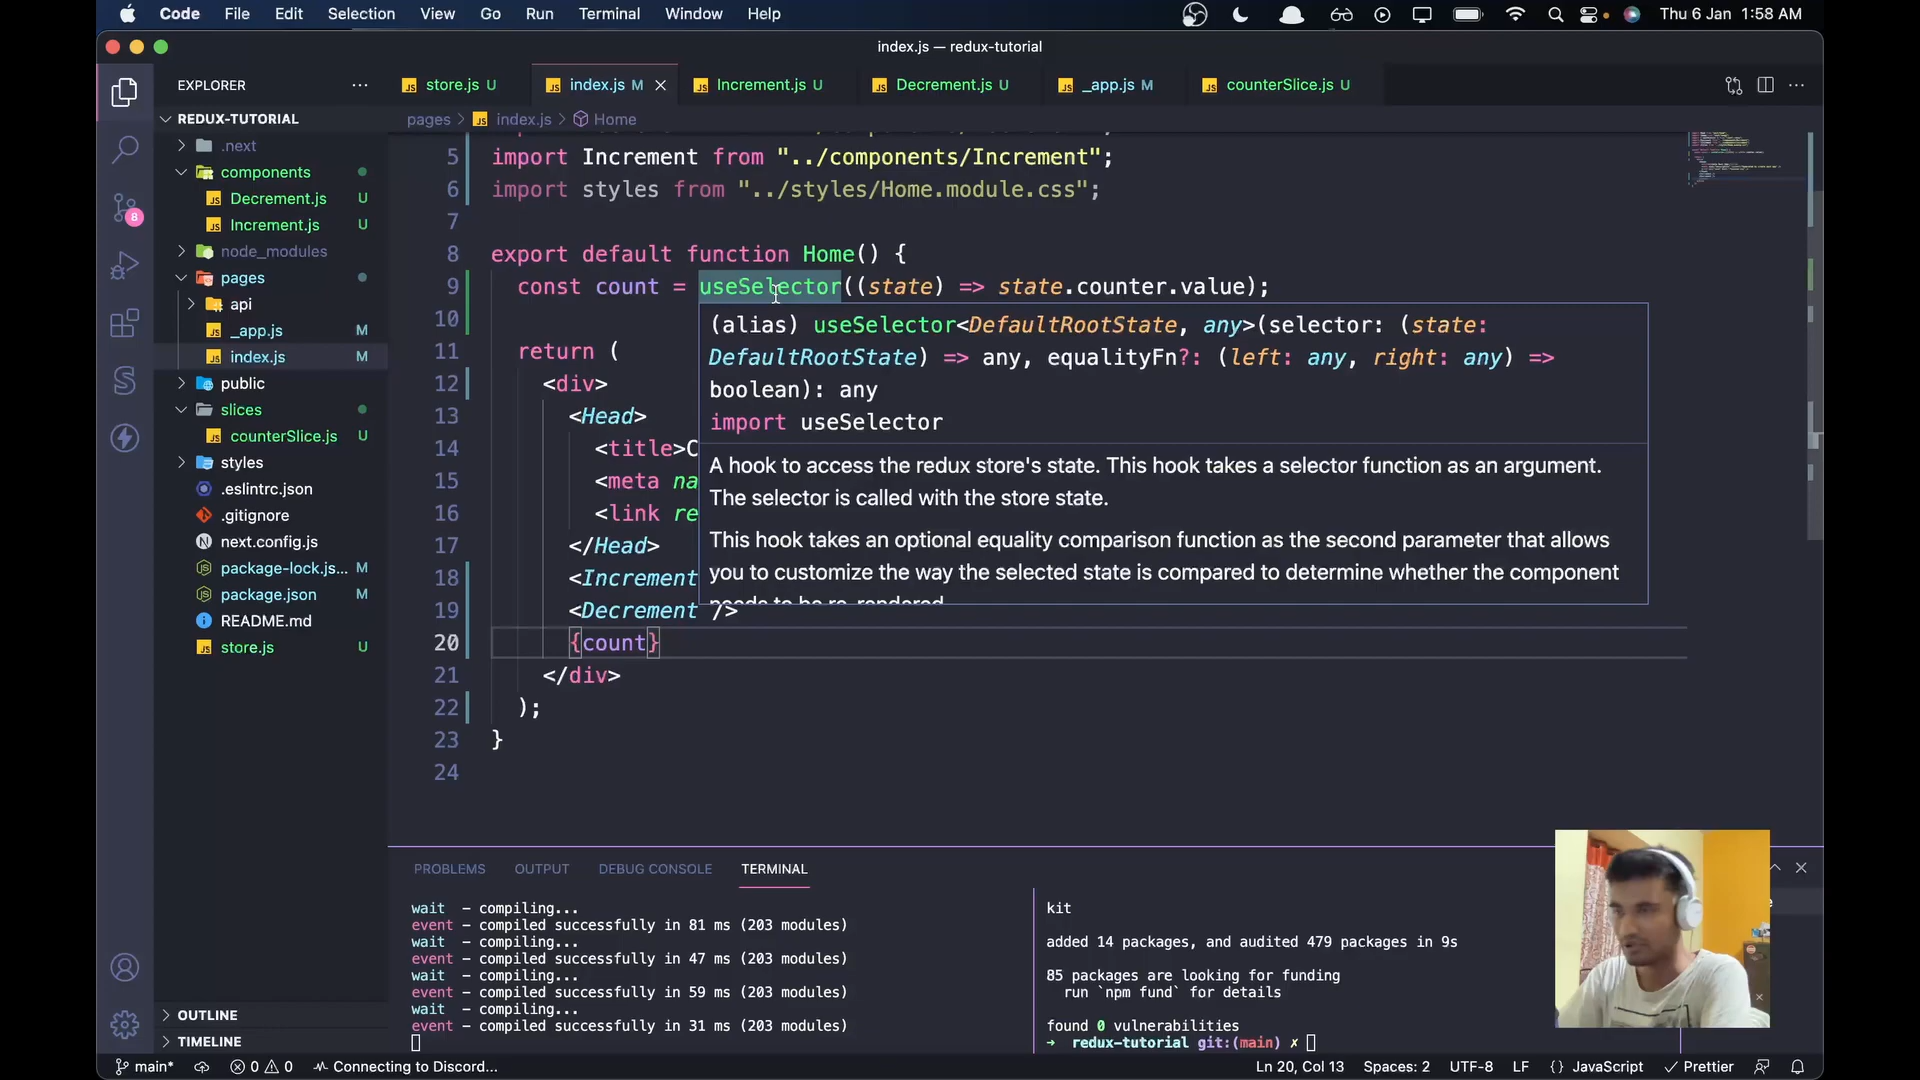 Code File Edit Selection View Go Run Terminal Window Help
Thu 6 Jan 1:58 AM
index.js — redux-tutorial
EXPLORER
REDUX-TUTORIAL
.next
components
Decrement.js U
Increment.js U
node_modules
pages
api
_app.js M
index.js M
public
slices
counterSlice.js U
styles
.eslintrc.json
.gitignore
next.config.js
package-lock.js... M
package.json M
README.md
store.js U
OUTLINE
TIMELINE
8
store.js U index.js M Increment.js U Decrement.js U _app.js M counterSlice.js U
pages > index.js > Home
5 import Increment from "../components/Increment";
6 import styles from "../styles/Home.module.css";
7
8 export default function Home() {
9 const count = useSelector((state) => state.counter.value);
10
11 return (
12 <div>
13 <Head>
14 <title>C
15 <meta na
16 <link re
17 </Head>
18 <Increment
19 <Decrement />
20 {count}
21 </div>
22 );
23 }
24
(alias) useSelector<DefaultRootState, any>(selector: (state:
DefaultRootState) => any, equalityFn?: (left: any, right: any) =>
boolean): any
import useSelector
A hook to access the redux store's state. This hook takes a selector function as an argument.
The selector is called with the store state.
This hook takes an optional equality comparison function as the second parameter that allows
you to customize the way the selected state is compared to determine whether the component
needs to be re-rendered
PROBLEMS OUTPUT DEBUG CONSOLE TERMINAL
wait - compiling...
event - compiled successfully in 81 ms (203 modules)
wait - compiling...
event - compiled successfully in 47 ms (203 modules)
wait - compiling...
event - compiled successfully in 59 ms (203 modules)
wait - compiling...
event - compiled successfully in 31 ms (203 modules)
kit
added 14 packages, and audited 479 packages in 9s
85 packages are looking for funding
run `npm fund` for details
found 0 vulnerabilities
➜ redux-tutorial git:(main) ✗
main* 0 0 Connecting to Discord...
Ln 20, Col 13 Spaces: 2 UTF-8 LF {} JavaScript Prettier